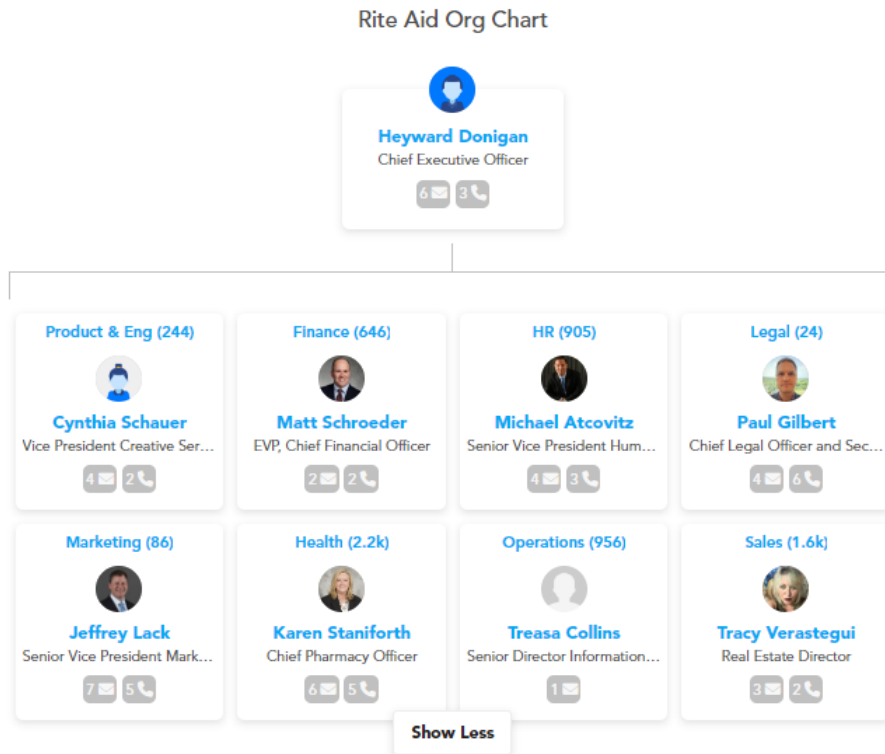 Rite Aid Org Chart
Heyward Donigan
Chief Executive Officer
6 3
Product & Eng (244)
Cynthia Schauer
Vice President Creative Ser...
4 2
Finance (646)
Matt Schroeder
EVP, Chief Financial Officer
2 2
HR (905)
Michael Atcovitz
Senior Vice President Hum...
4 3
Legal (24)
Paul Gilbert
Chief Legal Officer and Sec...
4 6
Marketing (86)
Jeffrey Lack
Senior Vice President Mark...
7 5
Health (2.2k)
Karen Staniforth
Chief Pharmacy Officer
6 5
Operations (956)
Treasa Collins
Senior Director Information...
1
Sales (1.6k)
Tracy Verastegui
Real Estate Director
3 2
Show Less